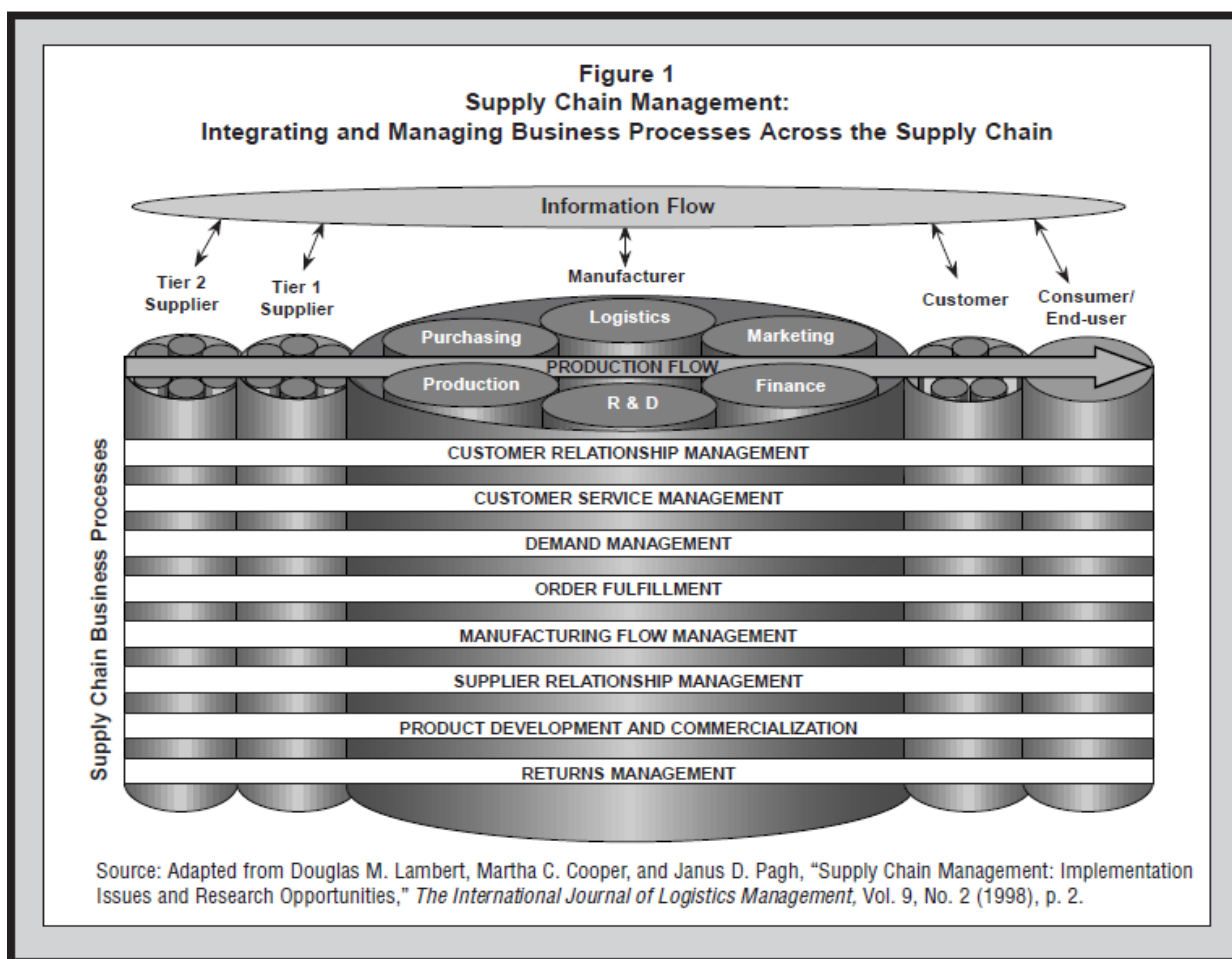 Figure 1
Supply Chain Management:
Integrating and Managing Business Processes Across the Supply Chain
Information Flow
Tier 2
Supplier
Tier 1
Supplier
Manufacturer
Customer
Consumer/
End-user
Purchasing
Logistics
Marketing
PRODUCTION FLOW
Production
R & D
Finance
Supply Chain Business Processes
CUSTOMER RELATIONSHIP MANAGEMENT
CUSTOMER SERVICE MANAGEMENT
DEMAND MANAGEMENT
ORDER FULFILLMENT
MANUFACTURING FLOW MANAGEMENT
SUPPLIER RELATIONSHIP MANAGEMENT
PRODUCT DEVELOPMENT AND COMMERCIALIZATION
RETURNS MANAGEMENT
Source: Adapted from Douglas M. Lambert, Martha C. Cooper, and Janus D. Pagh, “Supply Chain Management: Implementation
Issues and Research Opportunities,” The International Journal of Logistics Management, Vol. 9, No. 2 (1998), p. 2.